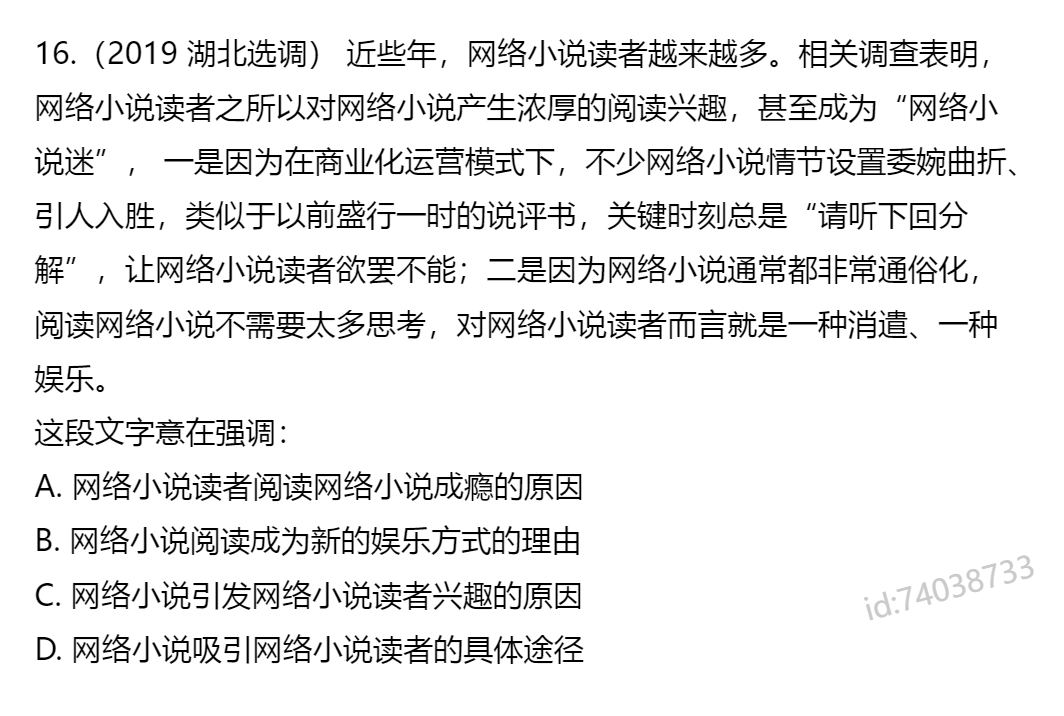 16.（2019 湖北选调） 近些年，网络小说读者越来越多。相关调查表明，
网络小说读者之所以对网络小说产生浓厚的阅读兴趣，甚至成为“网络小
说迷”， 一是因为在商业化运营模式下，不少网络小说情节设置委婉曲折、
引人入胜，类似于以前盛行一时的说评书，关键时刻总是“请听下回分
解”，让网络小说读者欲罢不能；二是因为网络小说通常都非常通俗化，
阅读网络小说不需要太多思考，对网络小说读者而言就是一种消遣、一种
娱乐。
这段文字意在强调：
A. 网络小说读者阅读网络小说成瘾的原因
B. 网络小说阅读成为新的娱乐方式的理由
C. 网络小说引发网络小说读者兴趣的原因
D. 网络小说吸引网络小说读者的具体途径
id:74038733